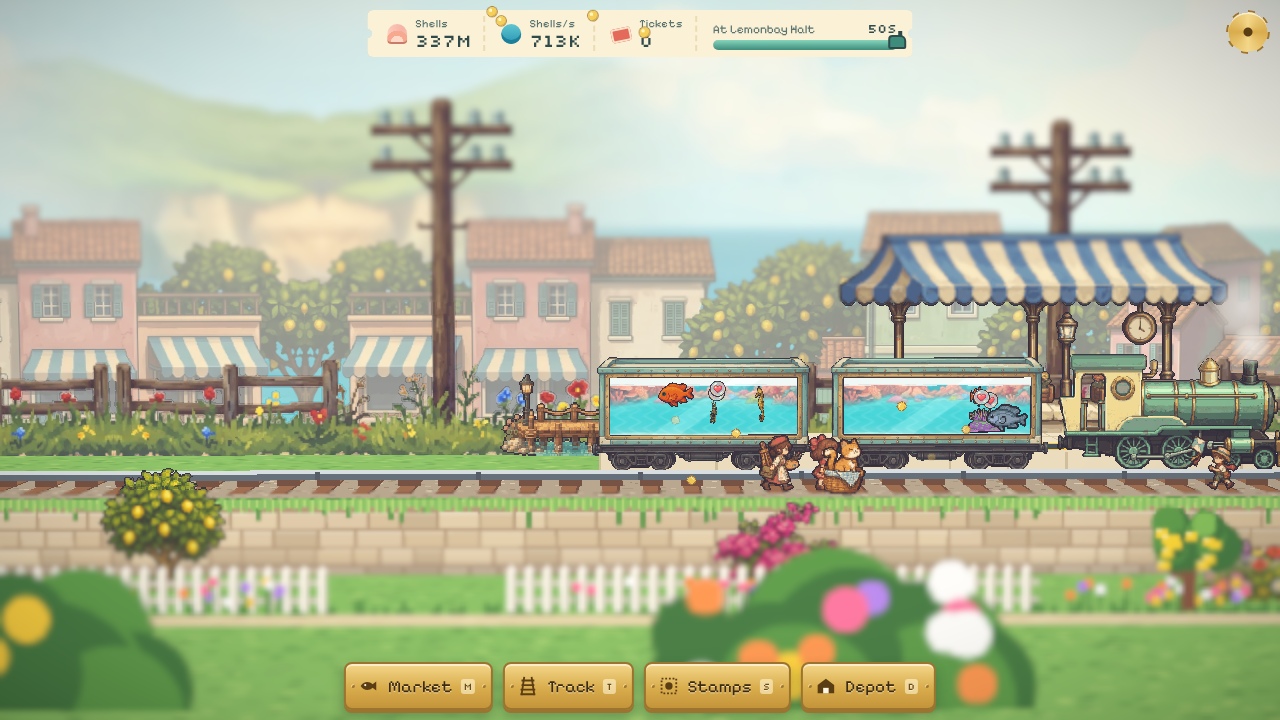 Shells
337M
Shells/s
713K
Tickets
0
At Lemonbay Halt
50S
Market M
Track T
Stamps S
Depot D